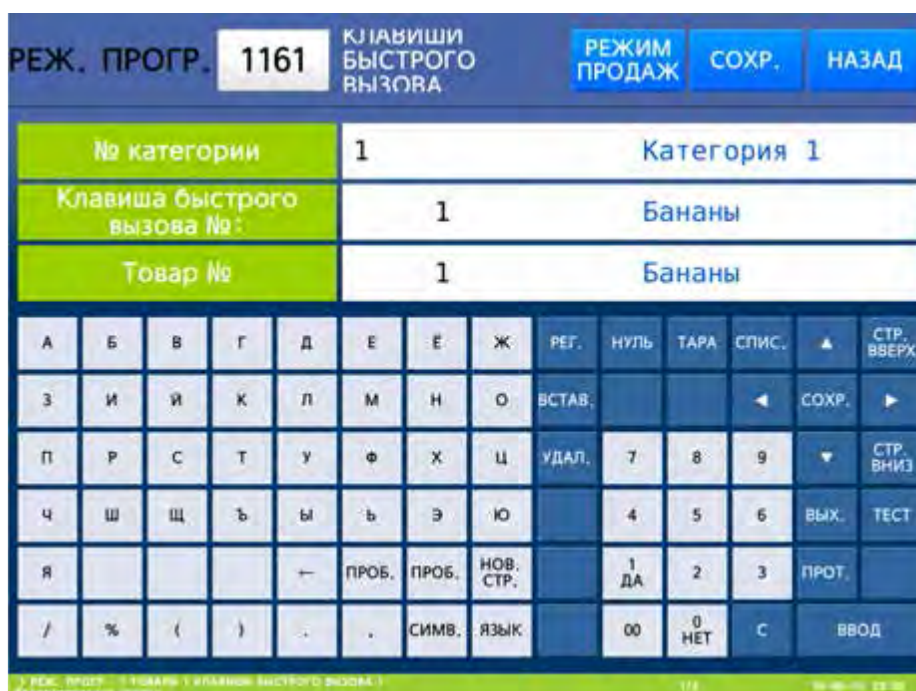 РЕЖ. ПРОГР. 1161 КЛАВИШИ БЫСТРОГО ВЫЗОВА РЕЖИМ ПРОДАЖ СОХР. НАЗАД
№ категории 1 Категория 1
Клавиша быстрого вызова №: 1 Бананы
Товар № 1 Бананы
А Б В Г Д Е Ё Ж РЕГ. НУЛЬ ТАРА СПИС. ▲ СТР. ВВЕРХ
З И Й К Л М Н О ВСТАВ. ◀ СОХР. ▶
П Р С Т У Ф Х Ц УДАЛ. 7 8 9 ▼ СТР. ВНИЗ
Ч Ш Щ Ъ Ы Ь Э Ю 4 5 6 ВЫХ. ТЕСТ
Я ← ПРОБ. ПРОБ. НОВ. СТР. 1 ДА 2 3 ПРОТ.
/ % ( ) . , СИМВ. ЯЗЫК 00 0 НЕТ С ВВОД